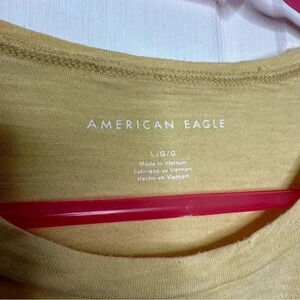 AMERICAN EAGLE
L/G/G
Made in Vietnam
Fabriqué au Vietnam
Hecho en Vietnam